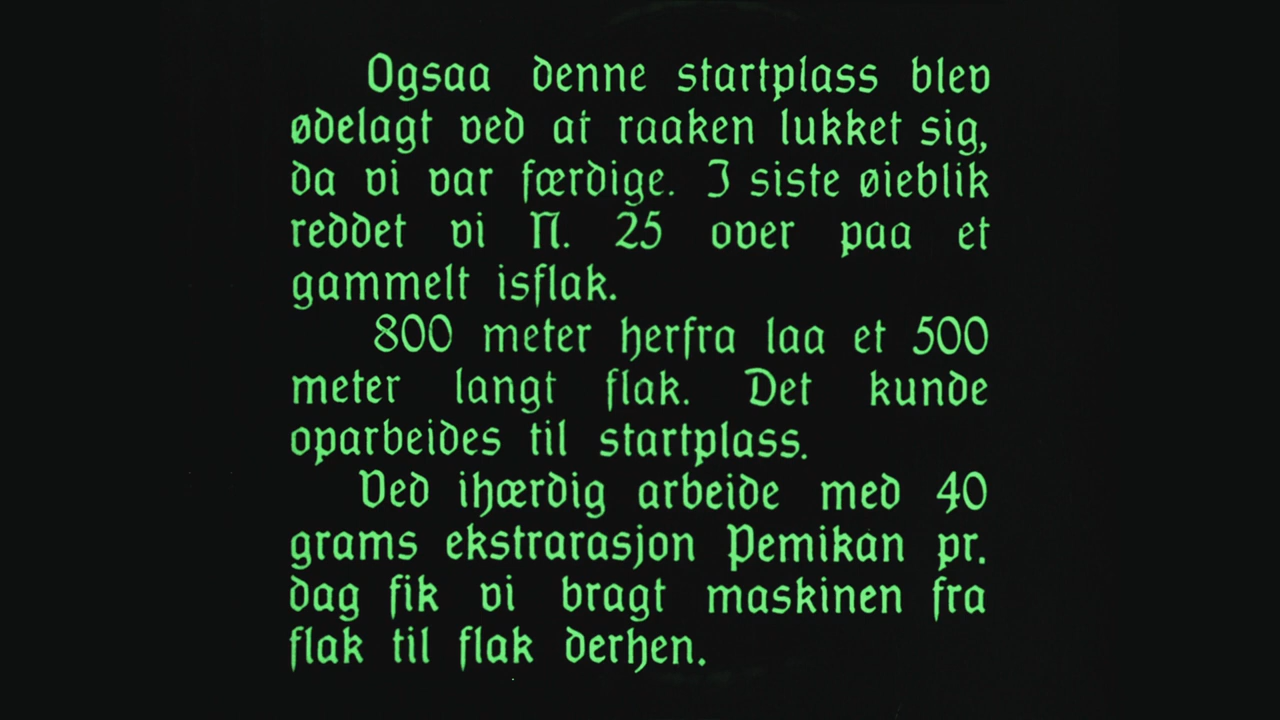 Ogsaa denne startplass blev
ødelagt ved at raaken lukket sig,
da vi var færdige. I siste øieblik
reddet vi N. 25 over paa et
gammelt isflak.
800 meter herfra laa et 500
meter langt flak. Det kunde
oparbeides til startplass.
Ved ihærdig arbeide med 40
grams ekstrarasjon Pemikan pr.
dag fik vi bragt maskinen fra
flak til flak derhen.